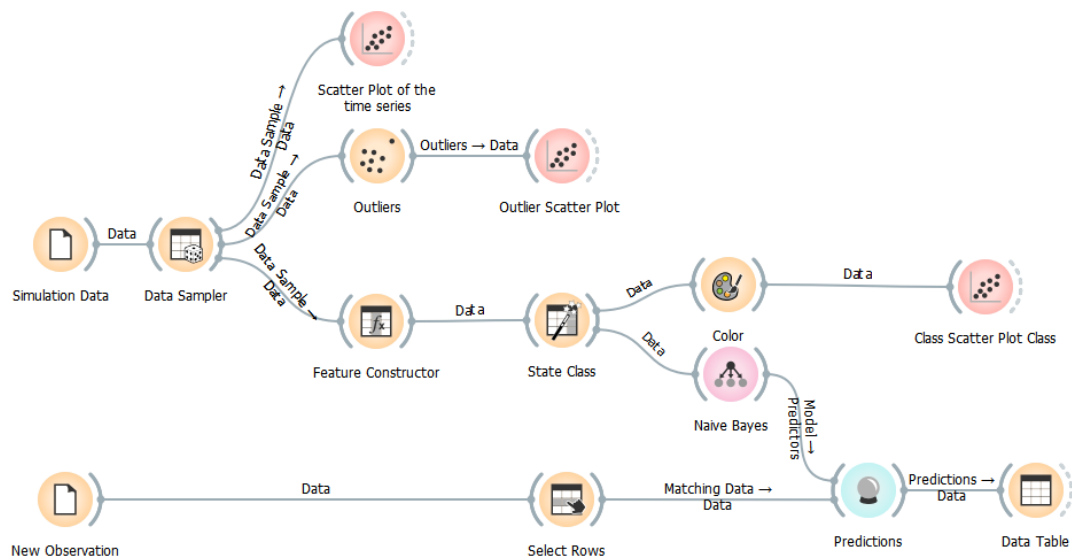 Scatter Plot of the
time series
Data Sample →
Data
Outliers
Outliers → Data
Outlier Scatter Plot
Data Sample →
Data
Simulation Data
Data
Data Sampler
Data Sample →
Data
Feature Constructor
Data
State Class
Data
Color
Data
Class Scatter Plot Class
Data
Naive Bayes
Model →
Predictors
New Observation
Data
Select Rows
Matching Data →
Data
Predictions
Predictions →
Data
Data Table